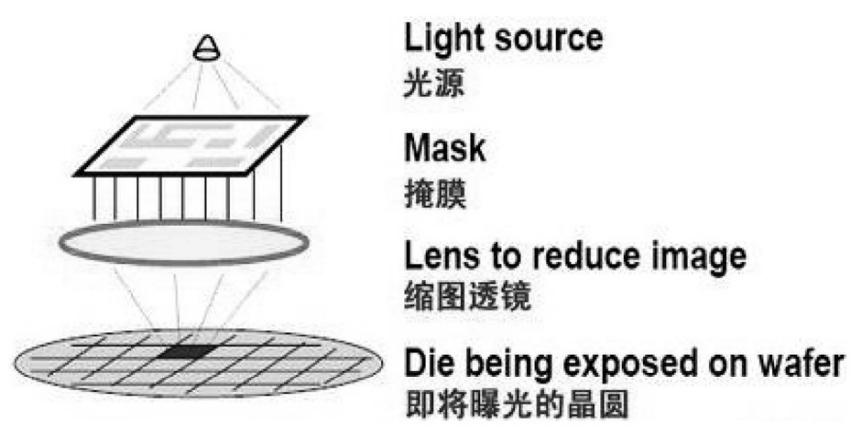 Light source
光源
Mask
掩膜
Lens to reduce image
缩图透镜
Die being exposed on wafer
即将曝光的晶圆